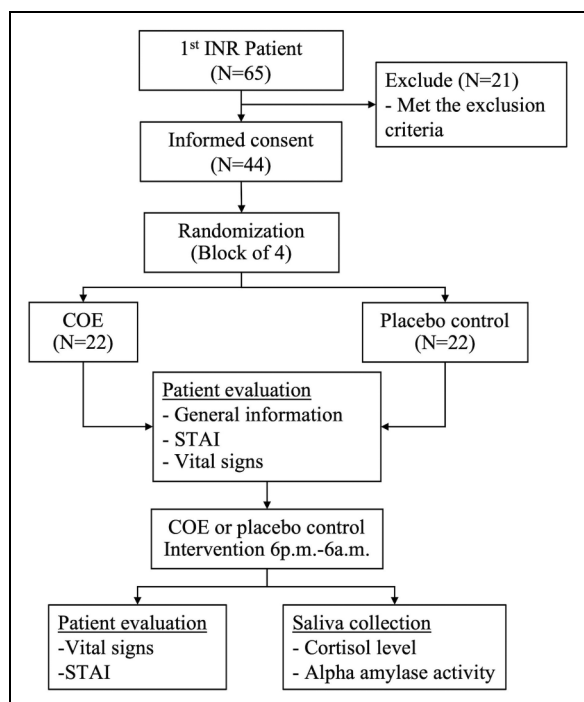 1st INR Patient
(N=65)
Exclude (N=21)
- Met the exclusion
criteria
Informed consent
(N=44)
Randomization
(Block of 4)
COE
(N=22)
Placebo control
(N=22)
Patient evaluation
- General information
- STAI
- Vital signs
COE or placebo control
Intervention 6p.m.-6a.m.
Patient evaluation
-Vital signs
-STAI
Saliva collection
- Cortisol level
- Alpha amylase activity